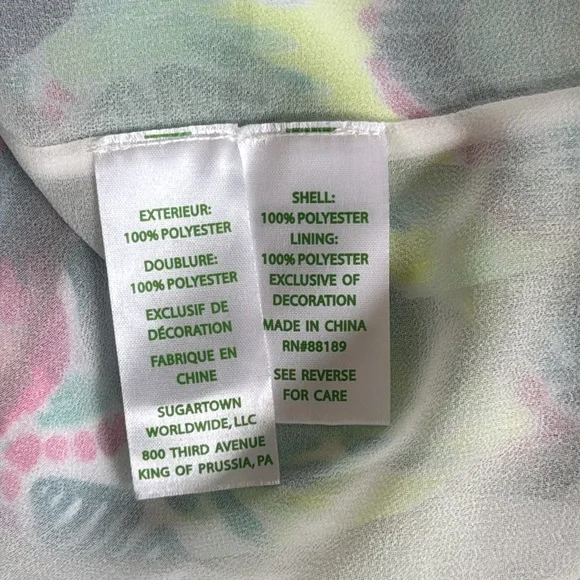 EXTERIEUR:
100% POLYESTER
DOUBLURE:
100% POLYESTER
EXCLUSIF DE
DÉCORATION
FABRIQUE EN
CHINE
SUGARTOWN
WORLDWIDE, LLC
800 THIRD AVENUE
KING OF PRUSSIA, PA
SHELL:
100% POLYESTER
LINING:
100% POLYESTER
EXCLUSIVE OF
DECORATION
MADE IN CHINA
RN#88189
SEE REVERSE
FOR CARE